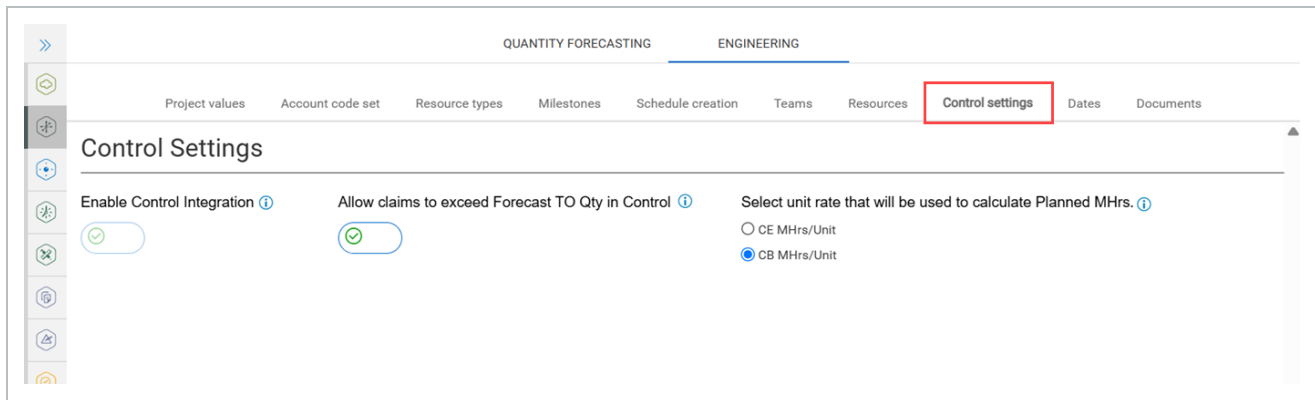 QUANTITY FORECASTING ENGINEERING
Project values Account code set Resource types Milestones Schedule creation Teams Resources Control settings Dates Documents
Control Settings
Enable Control Integration Allow claims to exceed Forecast TO Qty in Control Select unit rate that will be used to calculate Planned MHrs.
CE MHrs/Unit
CB MHrs/Unit